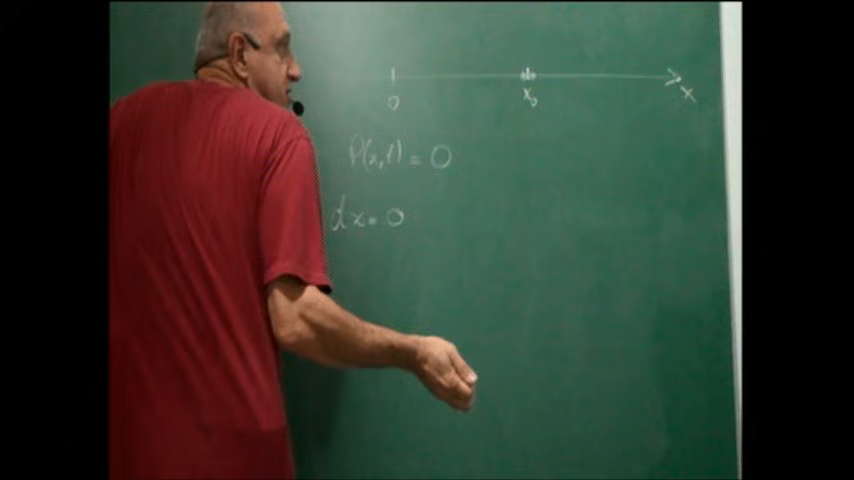 0 x₀ x
P(x,t) = 0
dx = 0